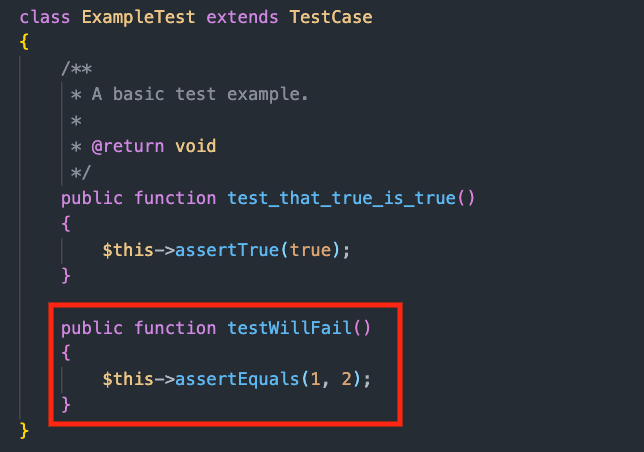 class ExampleTest extends TestCase
{
    /**
     * A basic test example.
     *
     * @return void
     */
    public function test_that_true_is_true()
    {
        $this->assertTrue(true);
    }

    public function testWillFail()
    {
        $this->assertEquals(1, 2);
    }
}